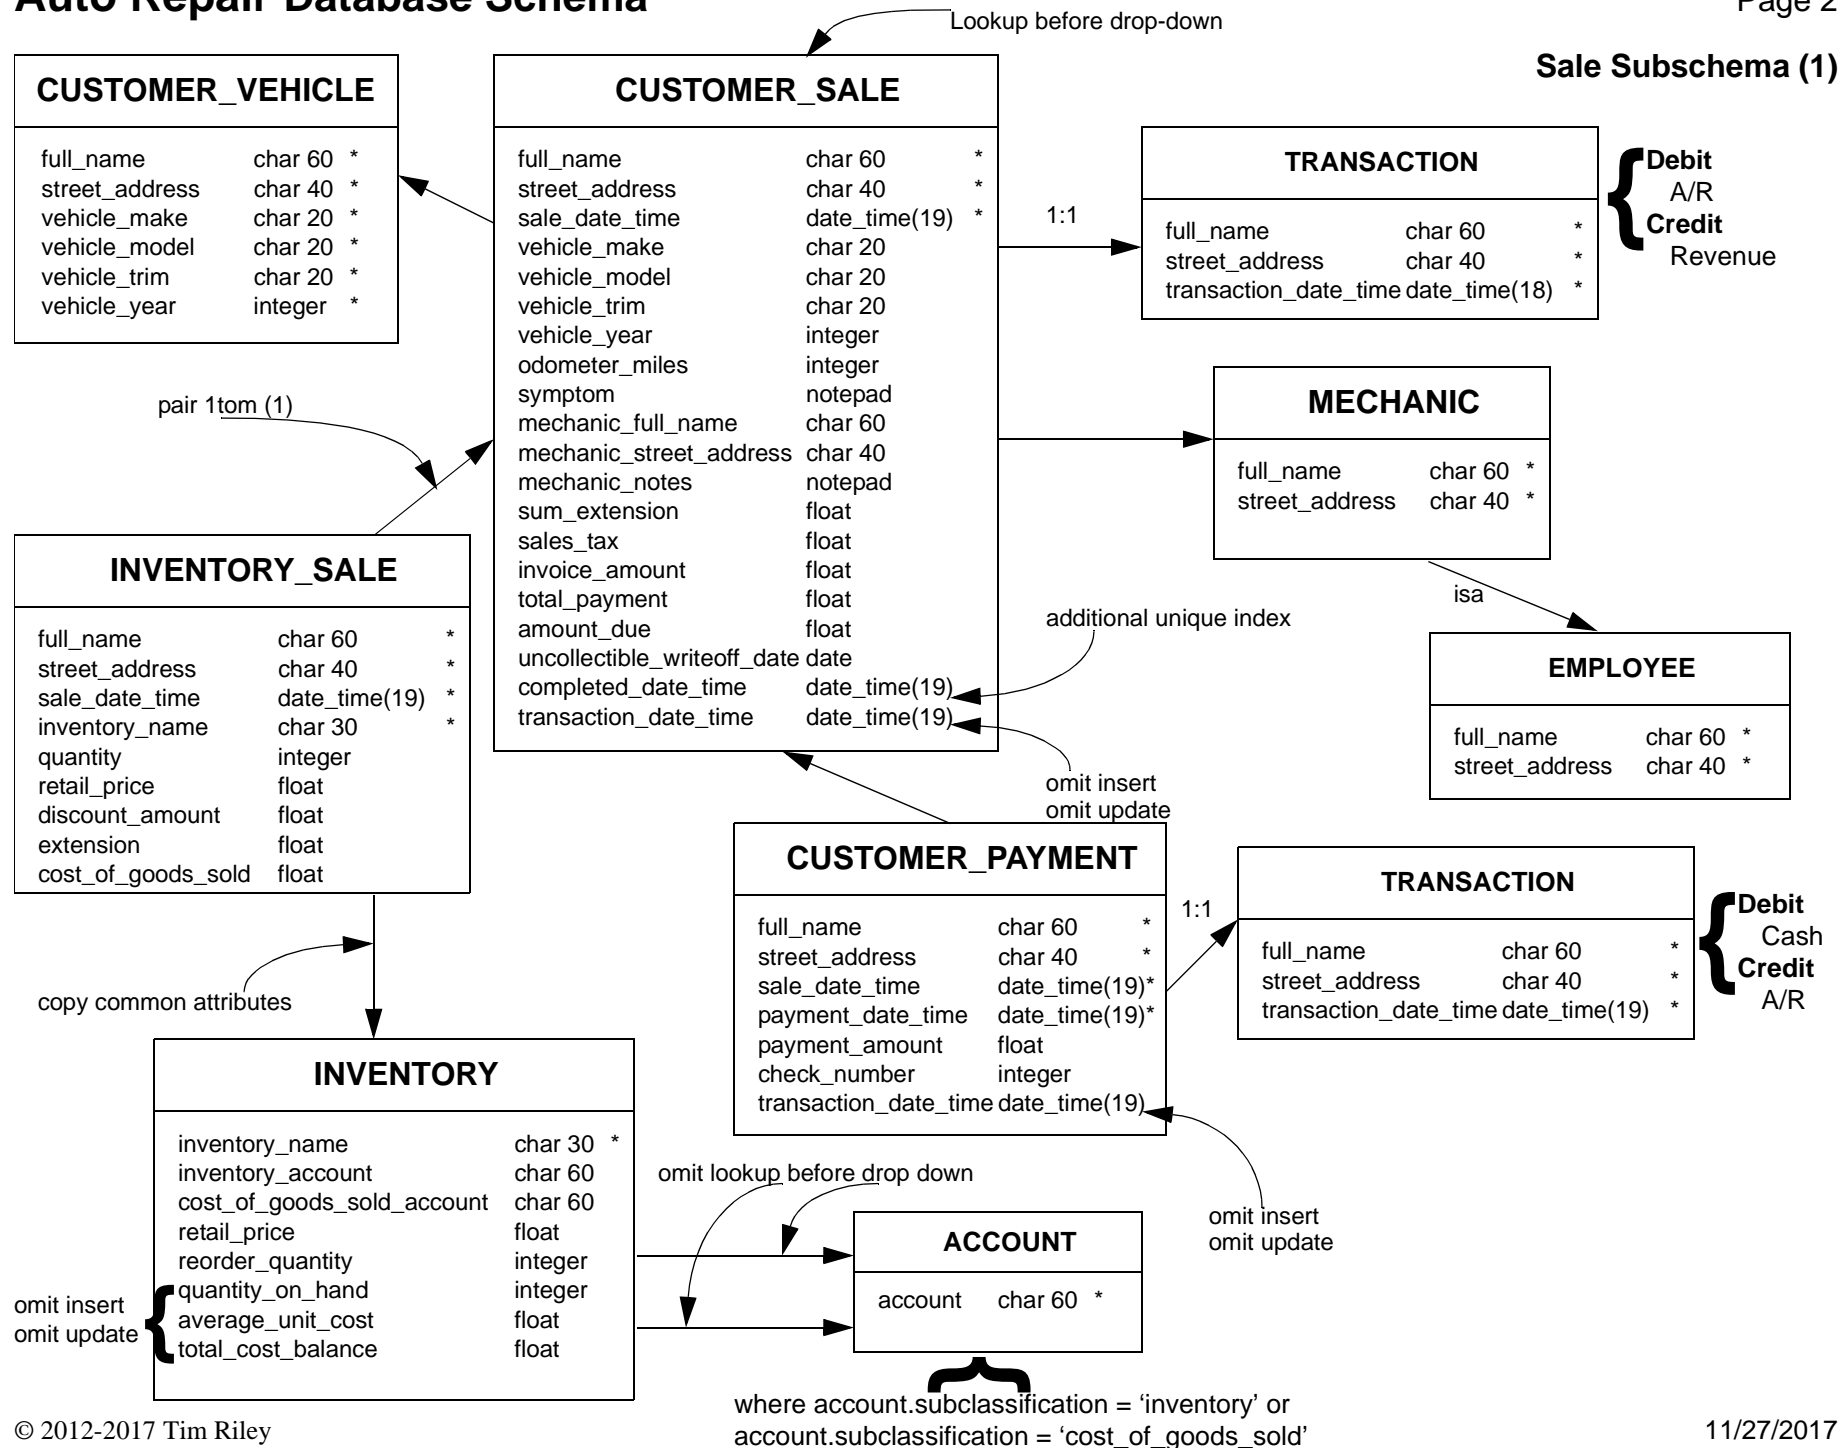 Auto Repair Database Schema
Page 2
Lookup before drop-down
Sale Subschema (1)
CUSTOMER_VEHICLE
full_name char 60 *
street_address char 40 *
vehicle_make char 20 *
vehicle_model char 20 *
vehicle_trim char 20 *
vehicle_year integer *
CUSTOMER_SALE
full_name char 60 *
street_address char 40 *
sale_date_time date_time(19) *
vehicle_make char 20
vehicle_model char 20
vehicle_trim char 20
vehicle_year integer
odometer_miles integer
symptom notepad
mechanic_full_name char 60
mechanic_street_address char 40
mechanic_notes notepad
sum_extension float
sales_tax float
invoice_amount float
total_payment float
amount_due float
uncollectible_writeoff_date date
completed_date_time date_time(19)
transaction_date_time date_time(19)
1:1
TRANSACTION
full_name char 60 *
street_address char 40 *
transaction_date_time date_time(18) *
Debit
A/R
Credit
Revenue
MECHANIC
full_name char 60 *
street_address char 40 *
isa
EMPLOYEE
full_name char 60 *
street_address char 40 *
pair 1tom (1)
INVENTORY_SALE
full_name char 60 *
street_address char 40 *
sale_date_time date_time(19) *
inventory_name char 30 *
quantity integer
retail_price float
discount_amount float
extension float
cost_of_goods_sold float
additional unique index
omit insert
omit update
CUSTOMER_PAYMENT
full_name char 60 *
street_address char 40 *
sale_date_time date_time(19)*
payment_date_time date_time(19)*
payment_amount float
check_number integer
transaction_date_time date_time(19)
1:1
TRANSACTION
full_name char 60 *
street_address char 40 *
transaction_date_time date_time(19) *
Debit
Cash
Credit
A/R
copy common attributes
INVENTORY
inventory_name char 30 *
inventory_account char 60
cost_of_goods_sold_account char 60
retail_price float
reorder_quantity integer
quantity_on_hand integer
average_unit_cost float
total_cost_balance float
omit insert
omit update
omit lookup before drop down
omit insert
omit update
ACCOUNT
account char 60 *
where account.subclassification = ‘inventory’ or
account.subclassification = ‘cost_of_goods_sold’
© 2012-2017 Tim Riley
11/27/2017